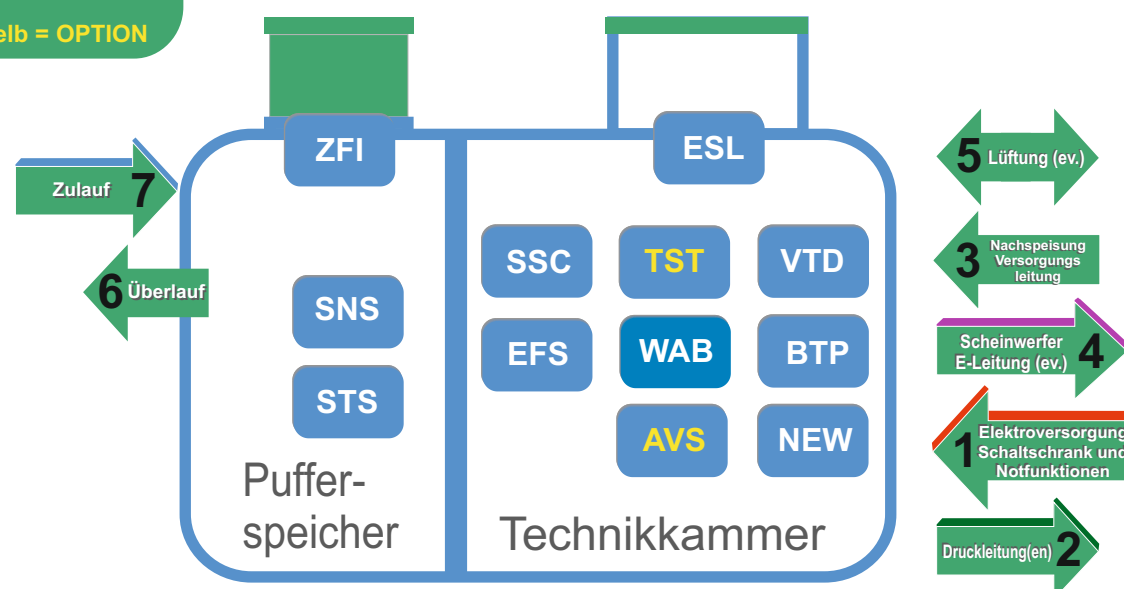 elb = OPTION
ZFI
ESL
Zulauf 7
6 Überlauf
SNS
STS
SSC
TST
VTD
EFS
WAB
BTP
AVS
NEW
Puffer-
speicher
Technikkammer
5 Lüftung (ev.)
3 Nachspeisung
Versorgungs
leitung
Scheinwerfer
E-Leitung (ev.) 4
1 Elektroversorgung
Schaltschrank und
Notfunktionen
Druckleitung(en) 2